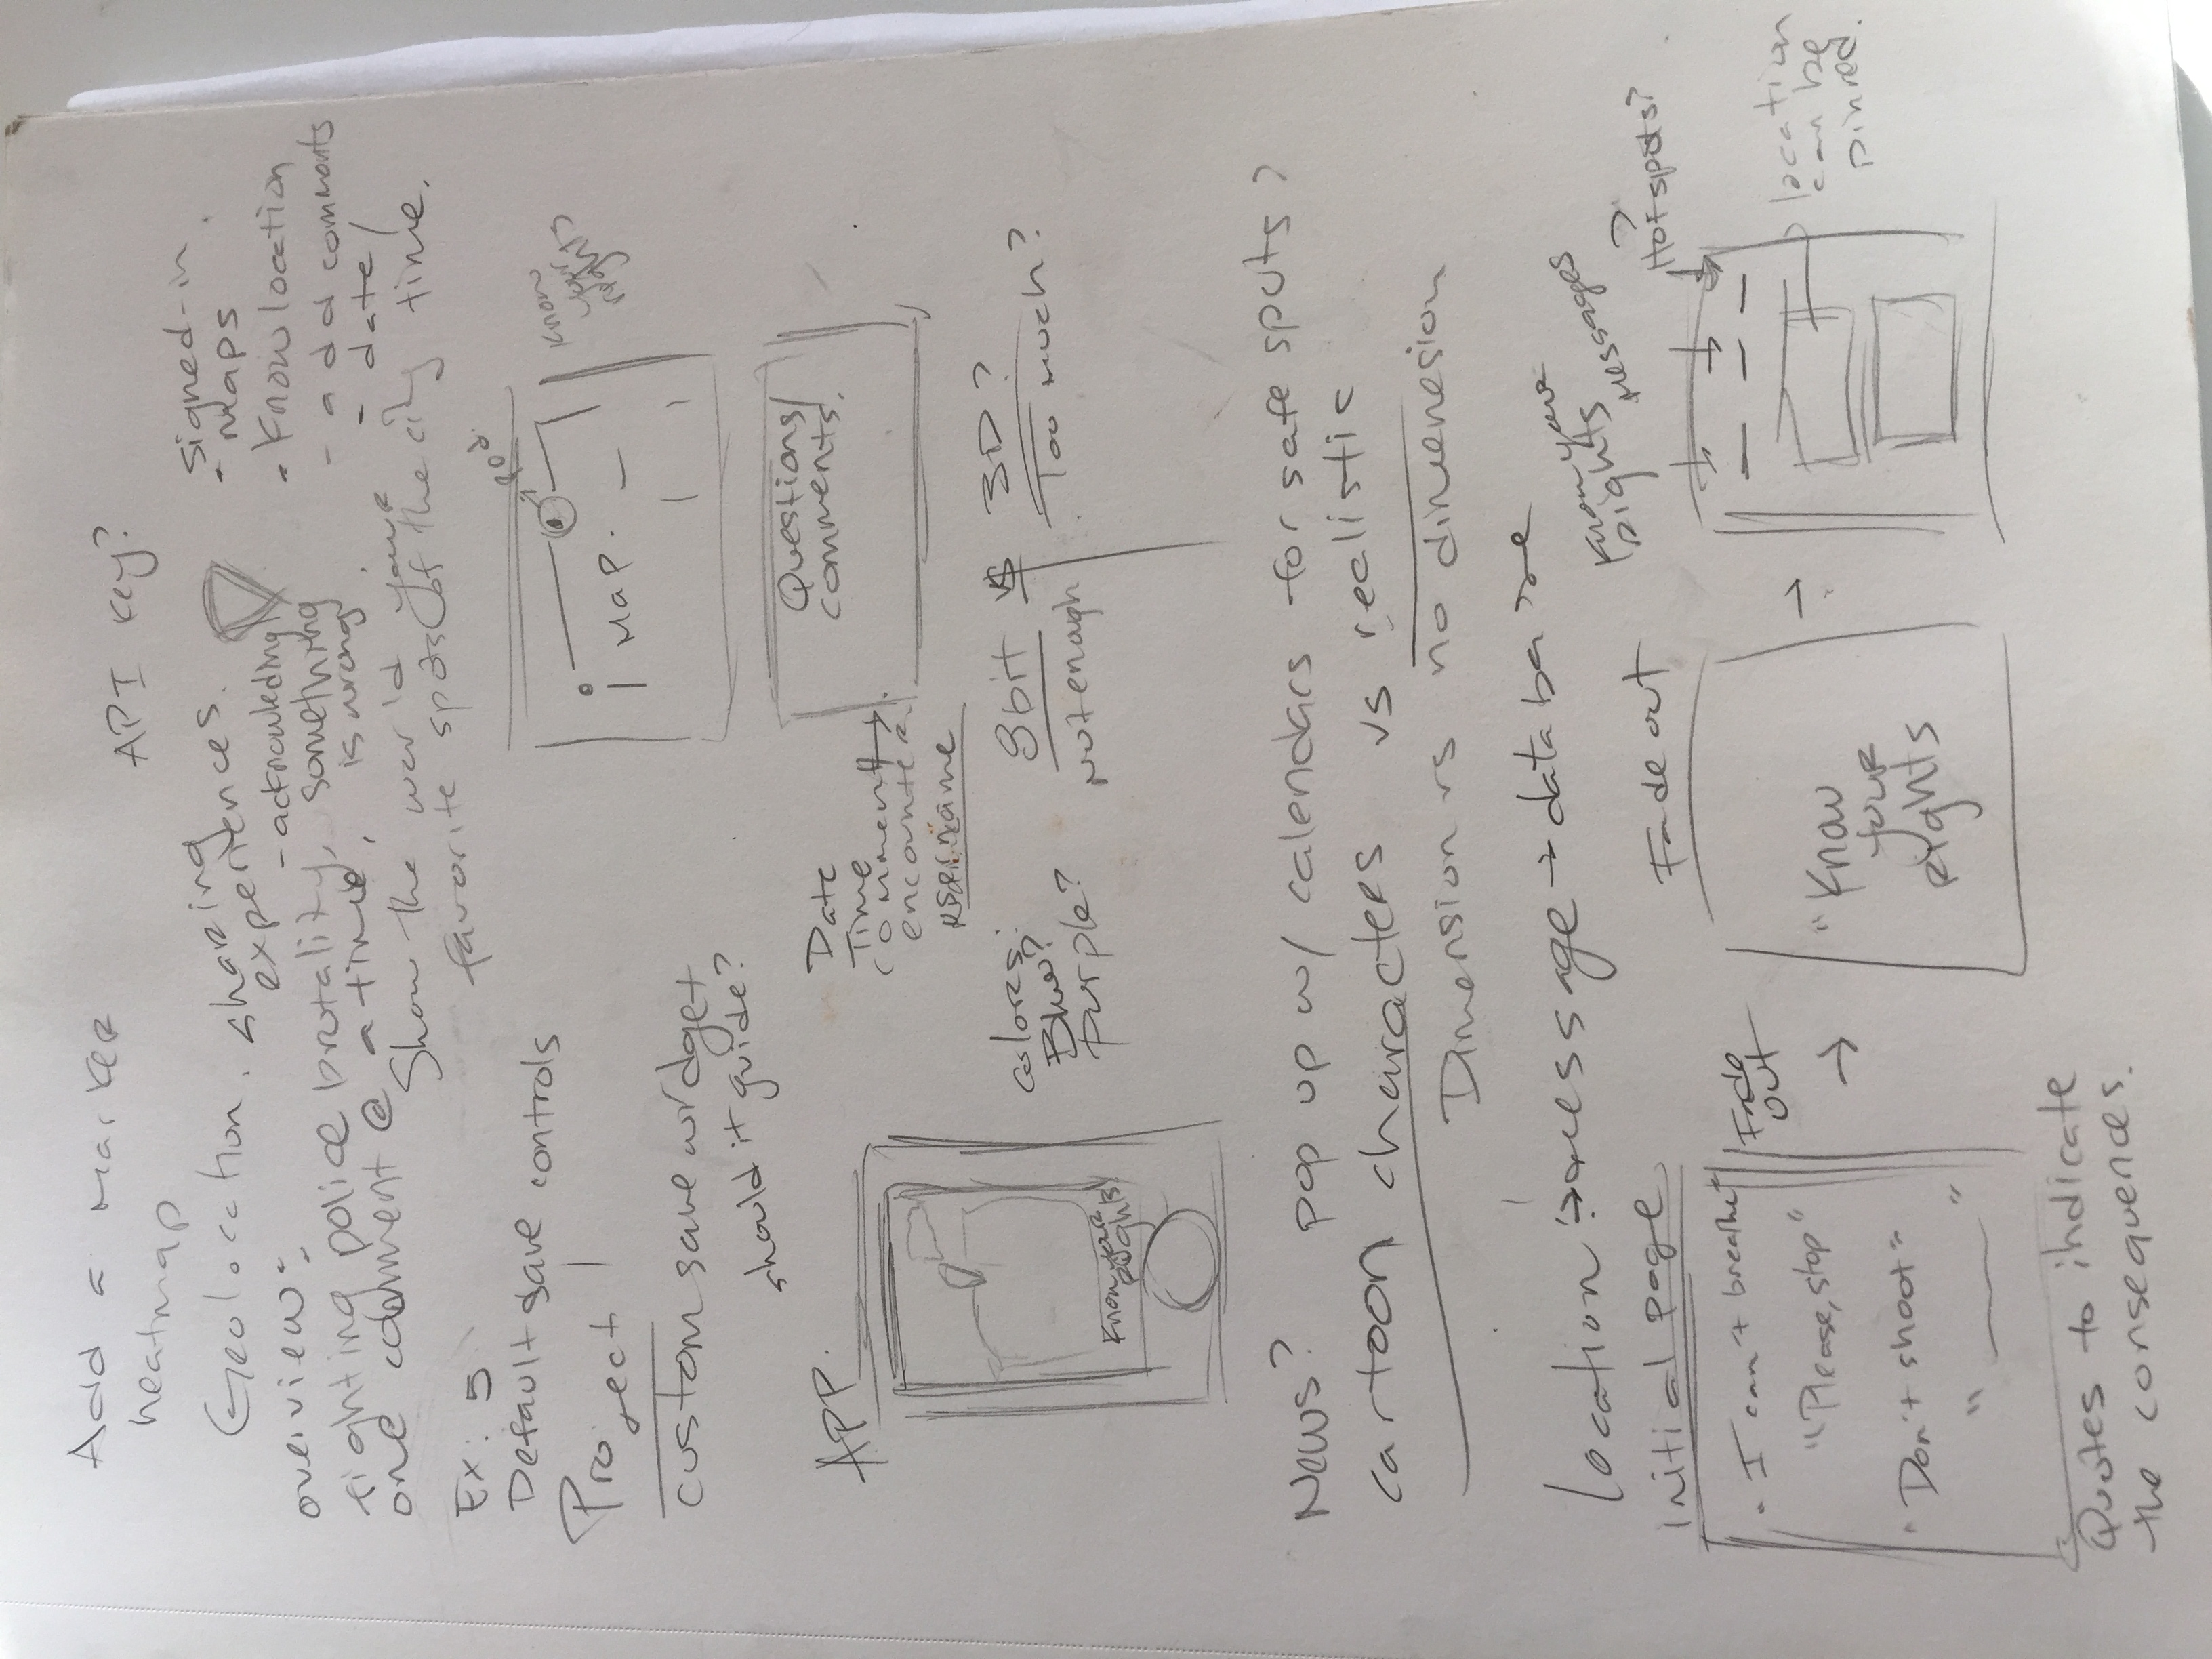 Add a marker
heatmap
Geolocation.
API key?
sharing
experiences.
- acknowleding
something
is wrong
signed-in
- maps
- know location
- add comments
- date/
time.
overview:
fighting police brutality,
one comment @ a time,
Show the world your
favorite spots of the city
Ex: 5
Default save controls
Project 1
custom save widget
should it guide?
Map.
Know
your
rights
APP.
Know your
Rights
Date
Time
comment
encounter
username
Questions/
comments.
colors:
Blue?
purple?
8bit vs 3D?
not enough
Too much?
News? pop up w/ calendars for safe spots?
cartoon characters vs realistic
Dimension vs no dimenesion
location → message → database
initial page
. I can't breathe"
"Please, stop"
" Don't shoot"
" ______ "
Quotes to indicate
the consequences.
Fade
out
→
Fade out
"Know
your
Rights
→
Know your
Rights
Messages
Hotspots?
location
can be
pinned.